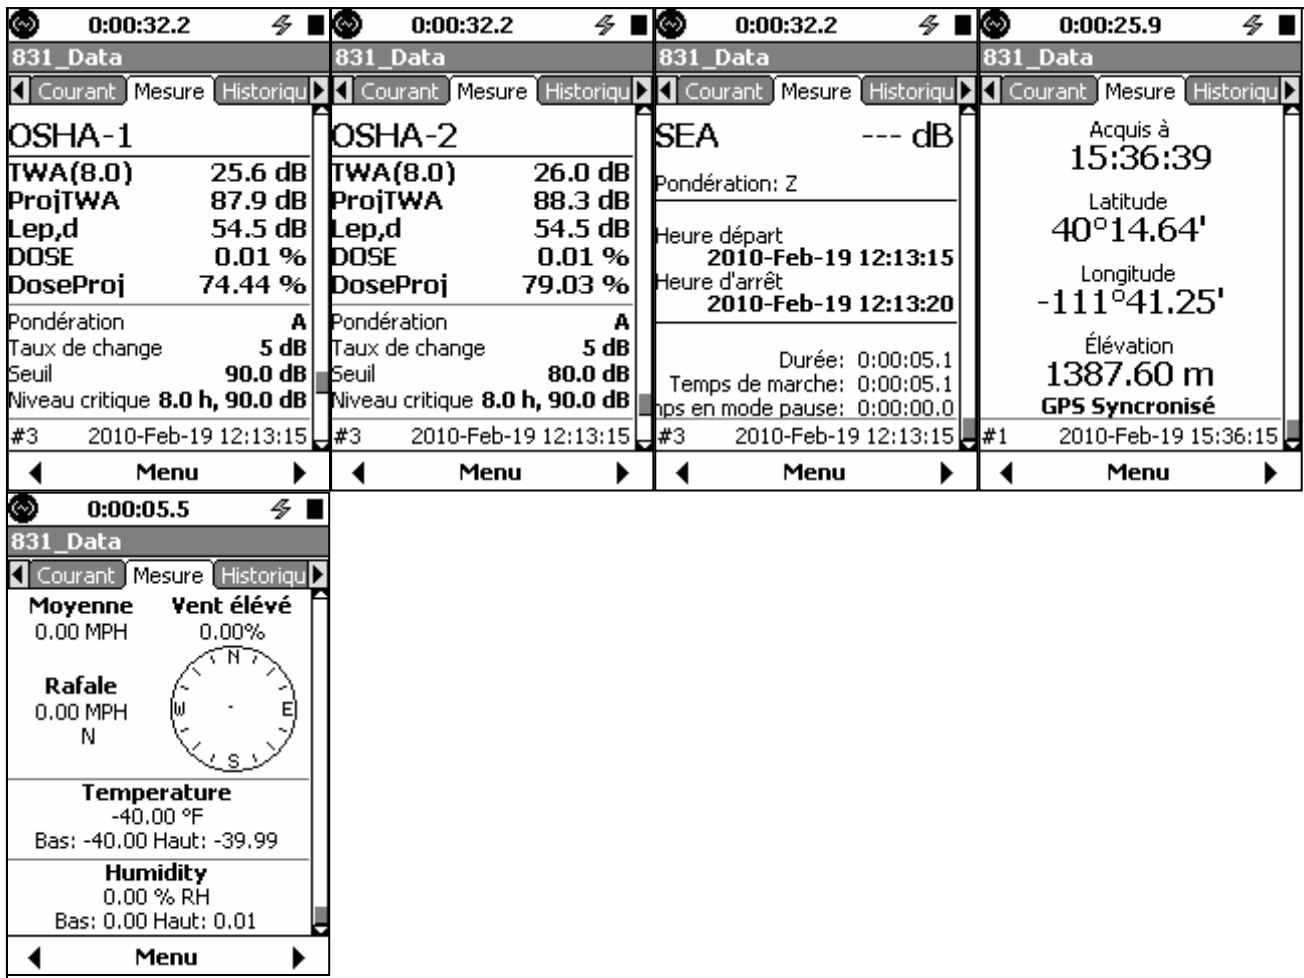 0:00:32.2
831_Data
Courant Mesure Historiqu
OSHA-1
TWA(8.0) 25.6 dB
ProjTWA 87.9 dB
Lep,d 54.5 dB
DOSE 0.01 %
DoseProj 74.44 %
Pondération A
Taux de change 5 dB
Seuil 90.0 dB
Niveau critique 8.0 h, 90.0 dB
#3 2010-Feb-19 12:13:15
Menu
0:00:32.2
831_Data
Courant Mesure Historiqu
OSHA-2
TWA(8.0) 26.0 dB
ProjTWA 88.3 dB
Lep,d 54.5 dB
DOSE 0.01 %
DoseProj 79.03 %
Pondération A
Taux de change 5 dB
Seuil 80.0 dB
Niveau critique 8.0 h, 90.0 dB
#3 2010-Feb-19 12:13:15
Menu
0:00:32.2
831_Data
Courant Mesure Historiqu
SEA --- dB
Pondération: Z
Heure départ
2010-Feb-19 12:13:15
Heure d'arrêt
2010-Feb-19 12:13:20
Durée: 0:00:05.1
Temps de marche: 0:00:05.1
nps en mode pause: 0:00:00.0
#3 2010-Feb-19 12:13:15
Menu
0:00:25.9
831_Data
Courant Mesure Historiqu
Acquis à
15:36:39
Latitude
40°14.64'
Longitude
-111°41.25'
Élévation
1387.60 m
GPS Syncronisé
#1 2010-Feb-19 15:36:15
Menu
0:00:05.5
831_Data
Courant Mesure Historiqu
Moyenne Vent élévé
0.00 MPH 0.00%
N
Rafale
0.00 MPH W E
N
S
Temperature
-40.00 °F
Bas: -40.00 Haut: -39.99
Humidity
0.00 % RH
Bas: 0.00 Haut: 0.01
Menu